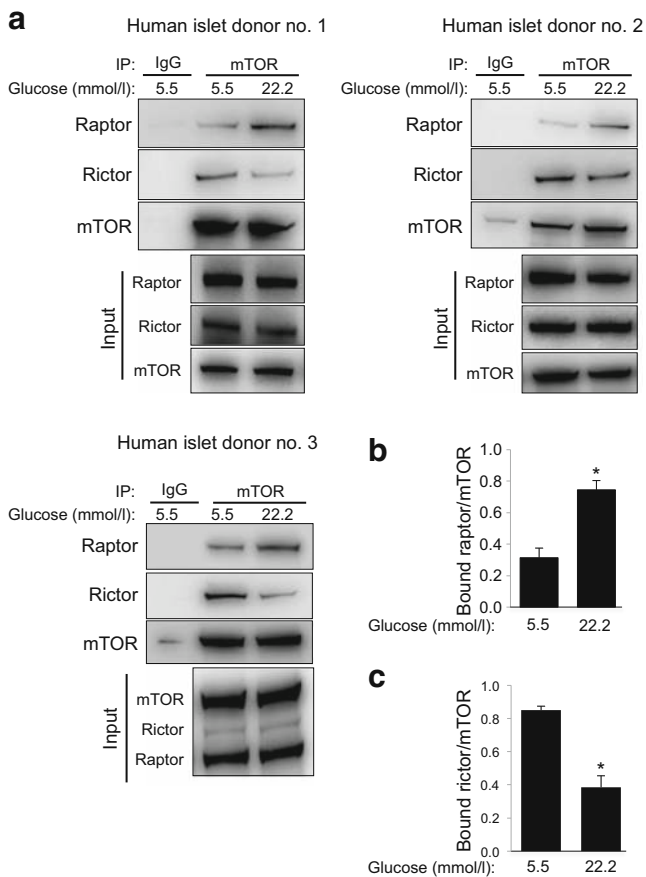 a
Human islet donor no. 1
IP: IgG mTOR
Glucose (mmol/l): 5.5 5.5 22.2
Raptor
Rictor
mTOR
Input
Raptor
Rictor
mTOR
Human islet donor no. 2
IP: IgG mTOR
Glucose (mmol/l): 5.5 5.5 22.2
Raptor
Rictor
mTOR
Input
Raptor
Rictor
mTOR
Human islet donor no. 3
IP: IgG mTOR
Glucose (mmol/l): 5.5 5.5 22.2
Raptor
Rictor
mTOR
Input
mTOR
Rictor
Raptor
b
Bound raptor/mTOR
1.0
0.8
0.6
0.4
0.2
0.0
*
Glucose (mmol/l): 5.5 22.2
c
Bound rictor/mTOR
1.0
0.8
0.6
0.4
0.2
0.0
*
Glucose (mmol/l): 5.5 22.2